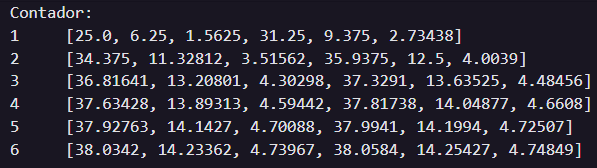 Contador:
1 [25.0, 6.25, 1.5625, 31.25, 9.375, 2.73438]
2 [34.375, 11.32812, 3.51562, 35.9375, 12.5, 4.0039]
3 [36.81641, 13.20801, 4.30298, 37.3291, 13.63525, 4.48456]
4 [37.63428, 13.89313, 4.59442, 37.81738, 14.04877, 4.6608]
5 [37.92763, 14.1427, 4.70088, 37.9941, 14.1994, 4.72507]
6 [38.0342, 14.23362, 4.73967, 38.0584, 14.25427, 4.74849]